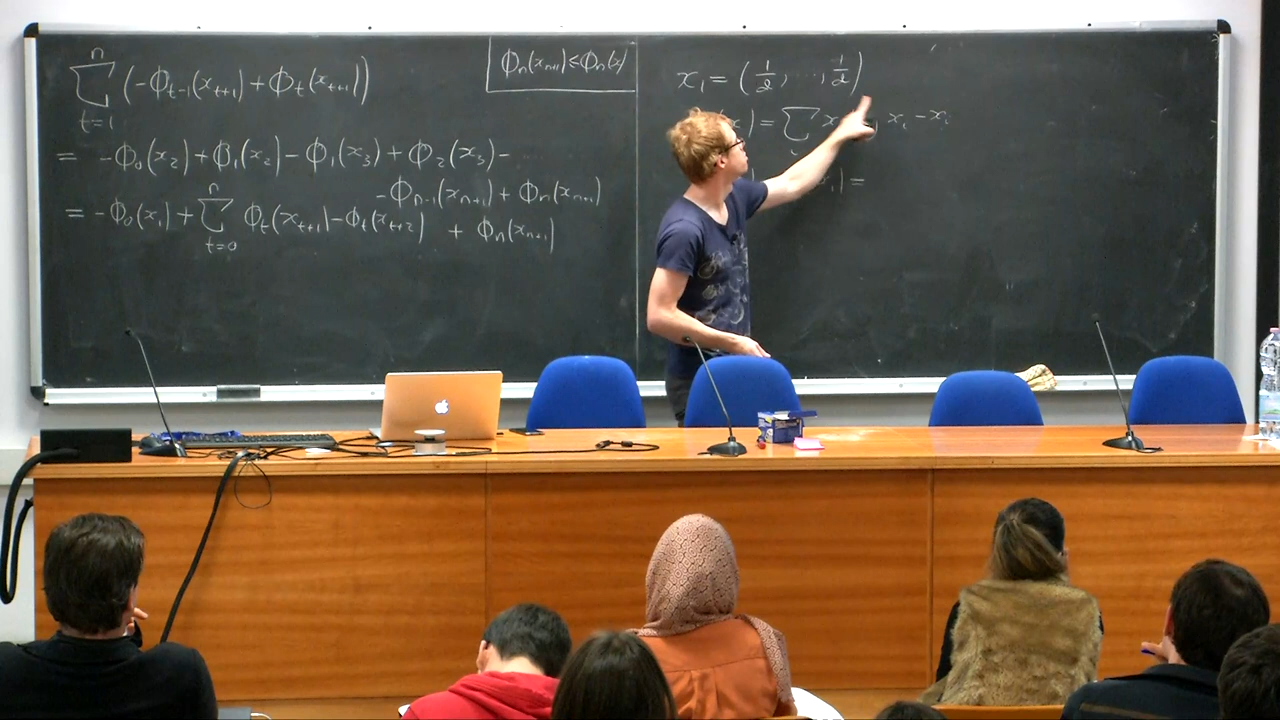 n
∑ (-Φ_{t-1}(x_{t+1}) + Φ_t(x_{t+1}))
t=1
= -Φ_0(x_2) + Φ_1(x_2) - Φ_1(x_3) + Φ_2(x_3) - ...
-Φ_{n-1}(x_{n+1}) + Φ_n(x_{n+1})
n
= -Φ_0(x_1) + ∑ Φ_t(x_{t+1}) - Φ_t(x_{t+2}) + Φ_n(x_{n+1})
t=0
Φ_n(x_{n+1}) ≤ Φ_n(x)
x_1 = (1/2, ..., 1/2)
x) = ∑ x x_i - x_i
i
x_1) =